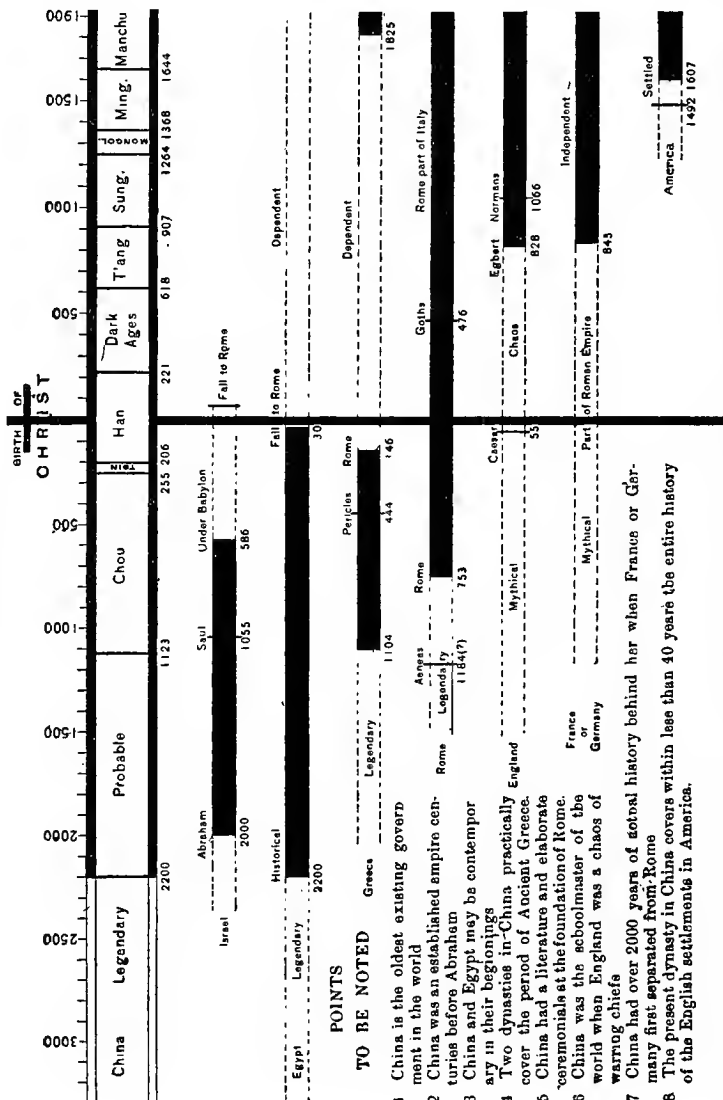 3000 2500 2000 1500 1000 500 BIRTH OF CHRIST 500 1000 1500 1900
China Legendary Probable Chou TSIN Han Dark Ages T'ang Sung. MONGOL Ming. Manchu
2200 1123 255 206 221 618 907 1264 1368 1644
Abraham Saul Under Babylon Fall to Rome
Israel
2000 1055 586
Historical Fall to Rome
Egypt Legendary Dependent
2200 30
Pericles Rome
Greece Legendary Dependent
1104 444 146 1825
Aeneas Rome Goths Rome part of Italy
Rome Legendary
1184(?) 753 476
Caesar Egbert Normans
England Mythical Chaos
55 828 1066
France or Germany Mythical Part of Roman Empire Independent
843
Settled
America
1492 1607
POINTS
TO BE NOTED
1 China is the oldest existing govern
ment in the world
2 China was an established empire cen-
turies before Abraham
3 China and Egypt may be contempor
ary in their beginnings
4 Two dynasties in China practically
cover the period of Ancient Greece.
5 China had a literature and elaborate
ceremonials at the foundation of Rome.
6 China was the schoolmaster of the
world when England was a chaos of
warring chiefs
7 China had over 2000 years of actual history behind her when France or Ger-
many first separated from Rome
8 The present dynasty in China covers within less than 40 years the entire history
of the English settlements in America.